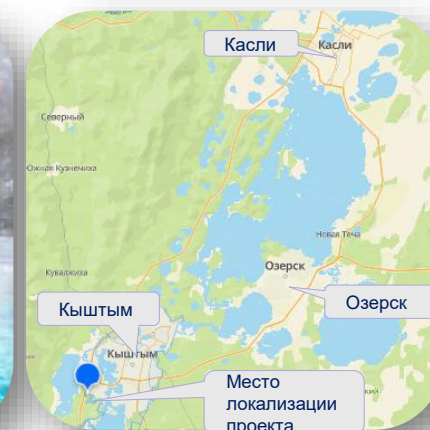 Касли
Касли
Северный
Южная Кузнечиха
Новая Теча
Озерск
Кувалжиха
Озерск
Кыштым
Кыштым
Место
локализации
проекта